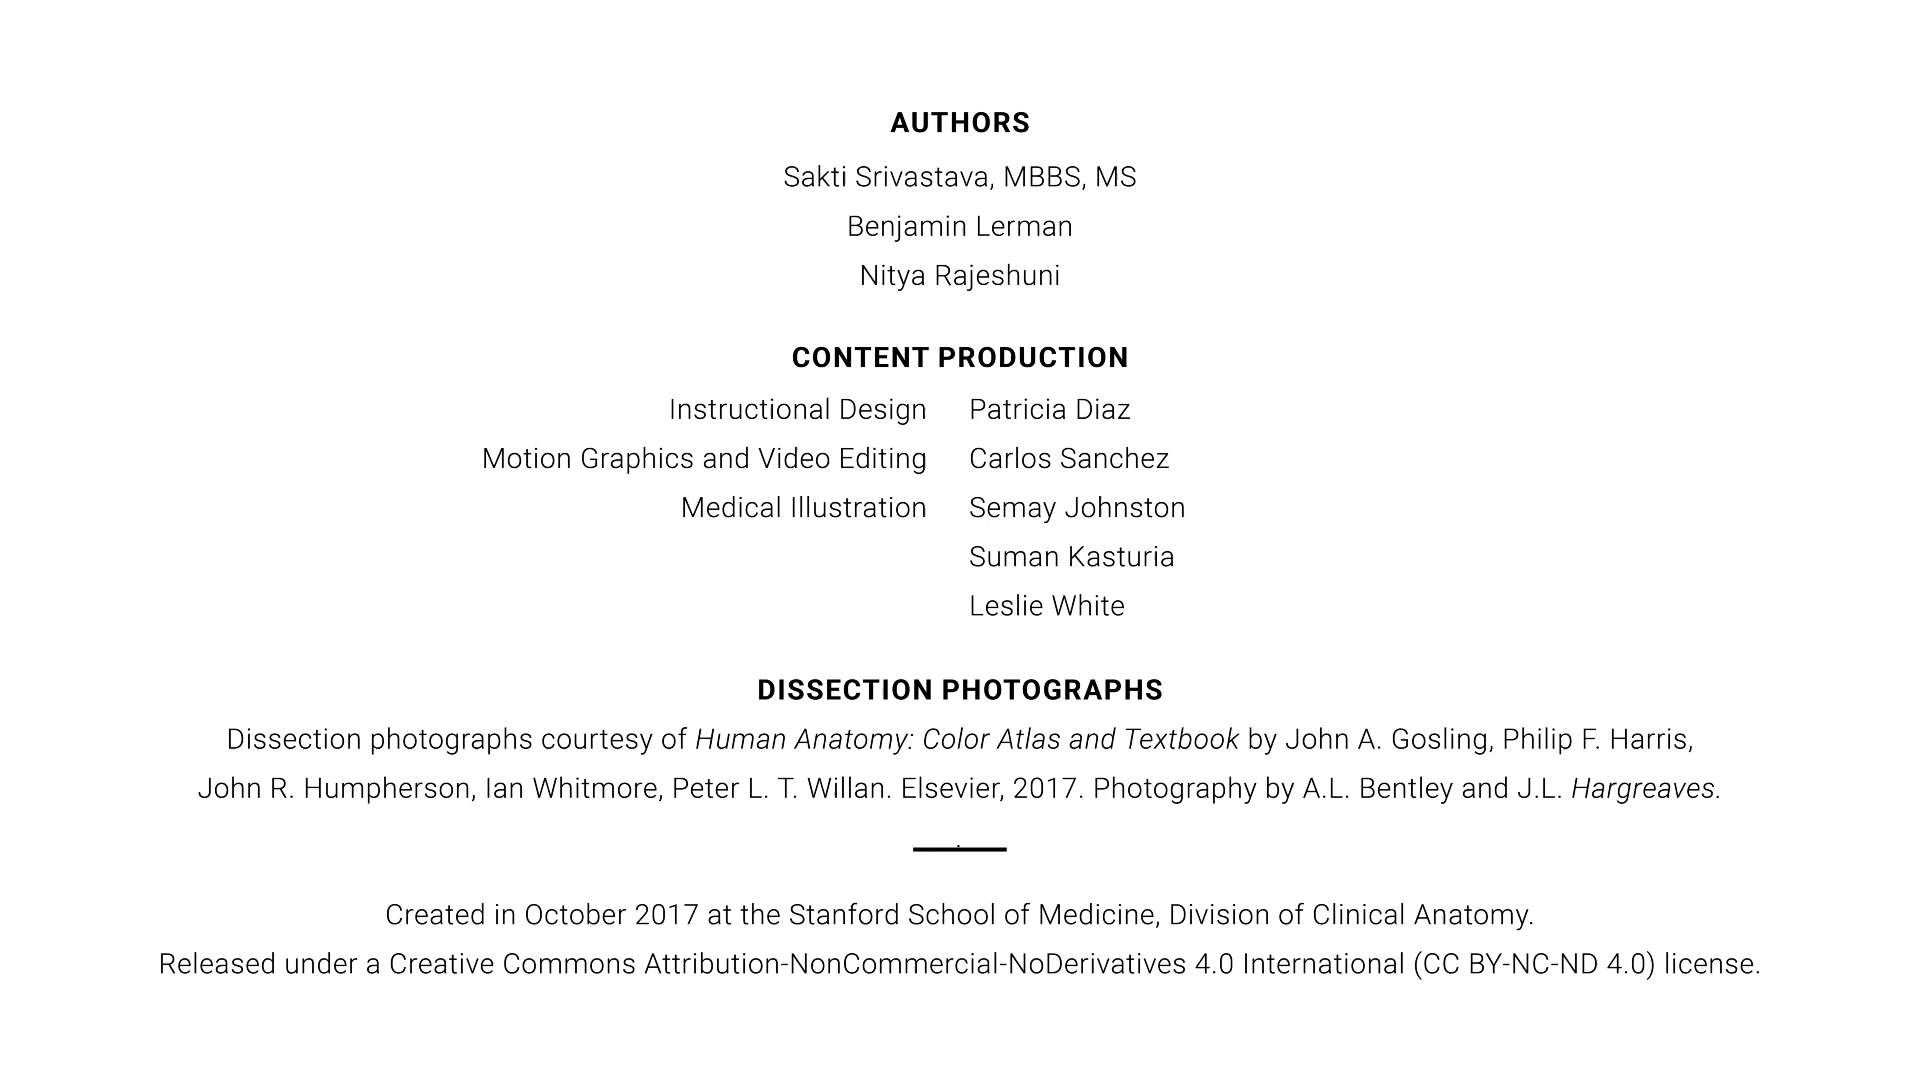 AUTHORS
Sakti Srivastava, MBBS, MS
Benjamin Lerman
Nitya Rajeshuni
CONTENT PRODUCTION
Instructional Design Patricia Diaz
Motion Graphics and Video Editing Carlos Sanchez
Medical Illustration Semay Johnston
Suman Kasturia
Leslie White
DISSECTION PHOTOGRAPHS
Dissection photographs courtesy of Human Anatomy: Color Atlas and Textbook by John A. Gosling, Philip F. Harris,
John R. Humpherson, Ian Whitmore, Peter L. T. Willan. Elsevier, 2017. Photography by A.L. Bentley and J.L. Hargreaves.
Created in October 2017 at the Stanford School of Medicine, Division of Clinical Anatomy.
Released under a Creative Commons Attribution-NonCommercial-NoDerivatives 4.0 International (CC BY-NC-ND 4.0) license.